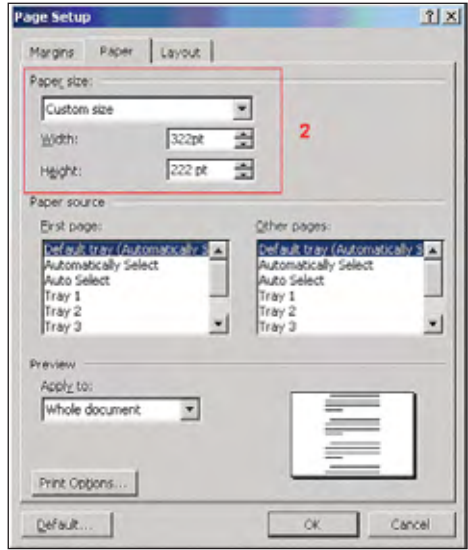 Page Setup
Margins Paper Layout
Paper size:
Custom size
Width: 322pt 2
Height: 222 pt
Paper source
First page: Other pages:
Default tray (Automatically S Default tray (Automatically S
Automatically Select Automatically Select
Auto Select Auto Select
Tray 1 Tray 1
Tray 2 Tray 2
Tray 3 Tray 3
Preview
Apply to:
Whole document
Print Options...
Default... OK Cancel